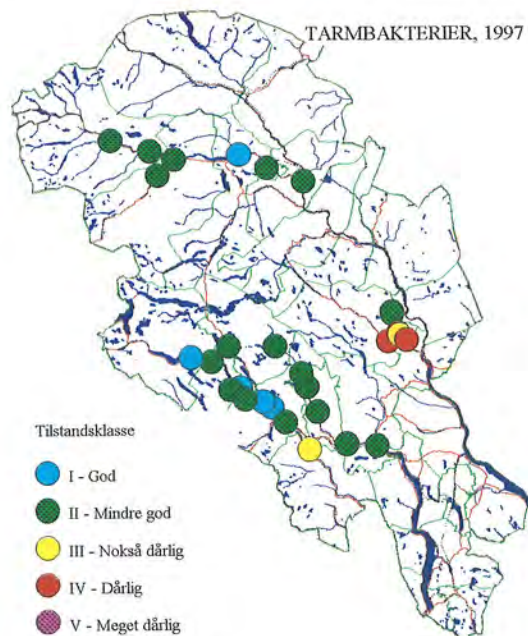 TARMBAKTERIER, 1997
Tilstandsklasse
I - God
II - Mindre god
III - Nokså dårlig
IV - Dårlig
V - Meget dårlig